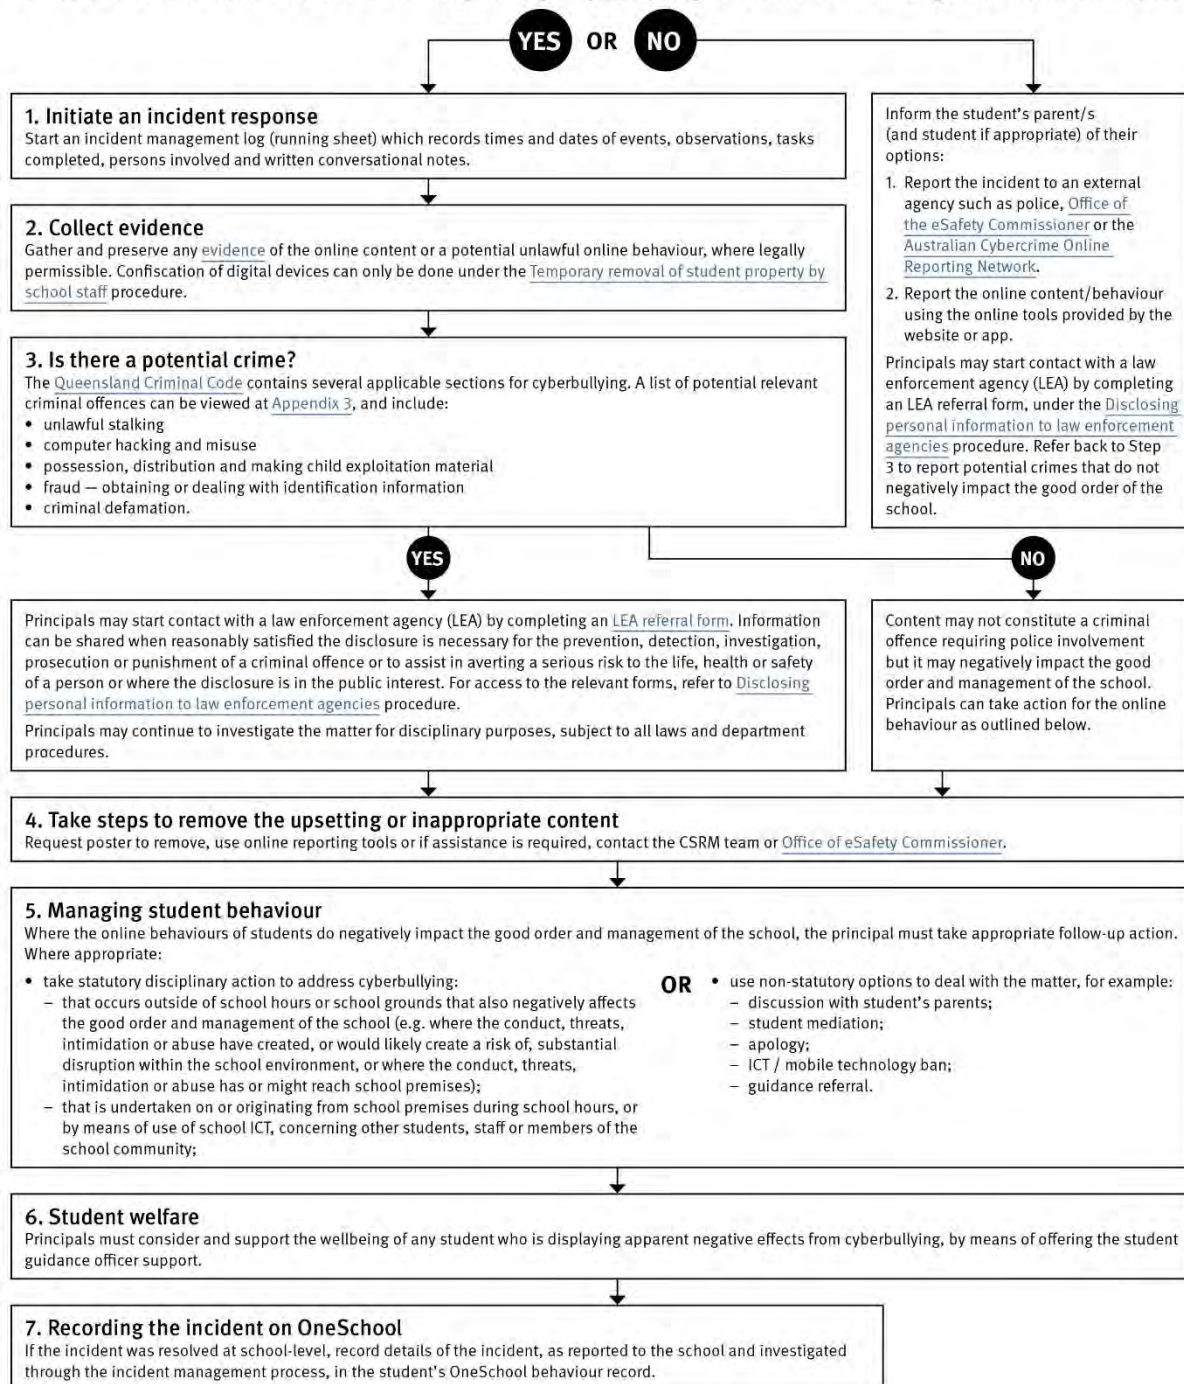 YES OR NO
1. Initiate an incident response
Start an incident management log (running sheet) which records times and dates of events, observations, tasks
completed, persons involved and written conversational notes.
2. Collect evidence
Gather and preserve any evidence of the online content or a potential unlawful online behaviour, where legally
permissible. Confiscation of digital devices can only be done under the Temporary removal of student property by
school staff procedure.
3. Is there a potential crime?
The Queensland Criminal Code contains several applicable sections for cyberbullying. A list of potential relevant
criminal offences can be viewed at Appendix 3, and include:
• unlawful stalking
• computer hacking and misuse
• possession, distribution and making child exploitation material
• fraud — obtaining or dealing with identification information
• criminal defamation.
Inform the student's parent/s
(and student if appropriate) of their
options:
1. Report the incident to an external
agency such as police, Office of
the eSafety Commissioner or the
Australian Cybercrime Online
Reporting Network.
2. Report the online content/behaviour
using the online tools provided by the
website or app.
Principals may start contact with a law
enforcement agency (LEA) by completing
an LEA referral form, under the Disclosing
personal information to law enforcement
agencies procedure. Refer back to Step
3 to report potential crimes that do not
negatively impact the good order of the
school.
YES
NO
Principals may start contact with a law enforcement agency (LEA) by completing an LEA referral form. Information
can be shared when reasonably satisfied the disclosure is necessary for the prevention, detection, investigation,
prosecution or punishment of a criminal offence or to assist in averting a serious risk to the life, health or safety
of a person or where the disclosure is in the public interest. For access to the relevant forms, refer to Disclosing
personal information to law enforcement agencies procedure.
Principals may continue to investigate the matter for disciplinary purposes, subject to all laws and department
procedures.
Content may not constitute a criminal
offence requiring police involvement
but it may negatively impact the good
order and management of the school.
Principals can take action for the online
behaviour as outlined below.
4. Take steps to remove the upsetting or inappropriate content
Request poster to remove, use online reporting tools or if assistance is required, contact the CSRM team or Office of eSafety Commissioner.
5. Managing student behaviour
Where the online behaviours of students do negatively impact the good order and management of the school, the principal must take appropriate follow-up action.
Where appropriate:
• take statutory disciplinary action to address cyberbullying:
– that occurs outside of school hours or school grounds that also negatively affects
the good order and management of the school (e.g. where the conduct, threats,
intimidation or abuse have created, or would likely create a risk of, substantial
disruption within the school environment, or where the conduct, threats,
intimidation or abuse has or might reach school premises);
– that is undertaken on or originating from school premises during school hours, or
by means of use of school ICT, concerning other students, staff or members of the
school community;
OR
• use non-statutory options to deal with the matter, for example:
– discussion with student's parents;
– student mediation;
– apology;
– ICT / mobile technology ban;
– guidance referral.
6. Student welfare
Principals must consider and support the wellbeing of any student who is displaying apparent negative effects from cyberbullying, by means of offering the student
guidance officer support.
7. Recording the incident on OneSchool
If the incident was resolved at school-level, record details of the incident, as reported to the school and investigated
through the incident management process, in the student's OneSchool behaviour record.